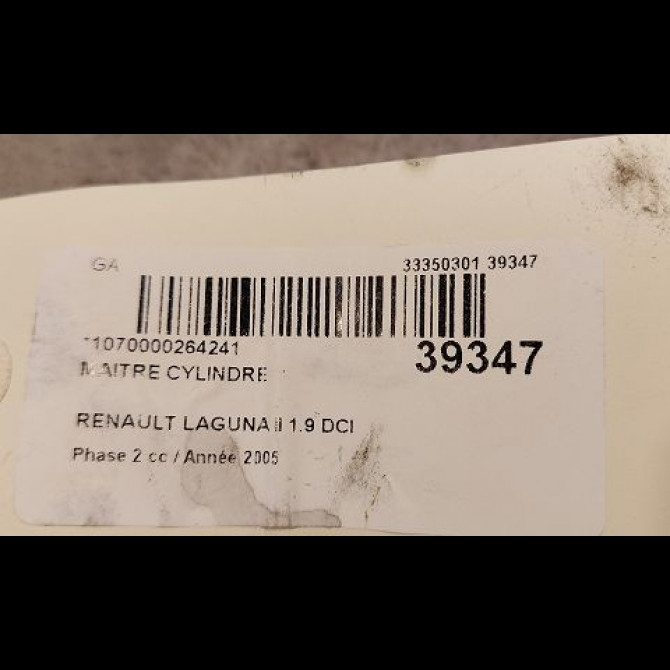 GA 33350301 39347
11070000264241 39347
MAITRE CYLINDRE
RENAULT LAGUNA II 1.9 DCI
Phase 2 cc / Année 2005